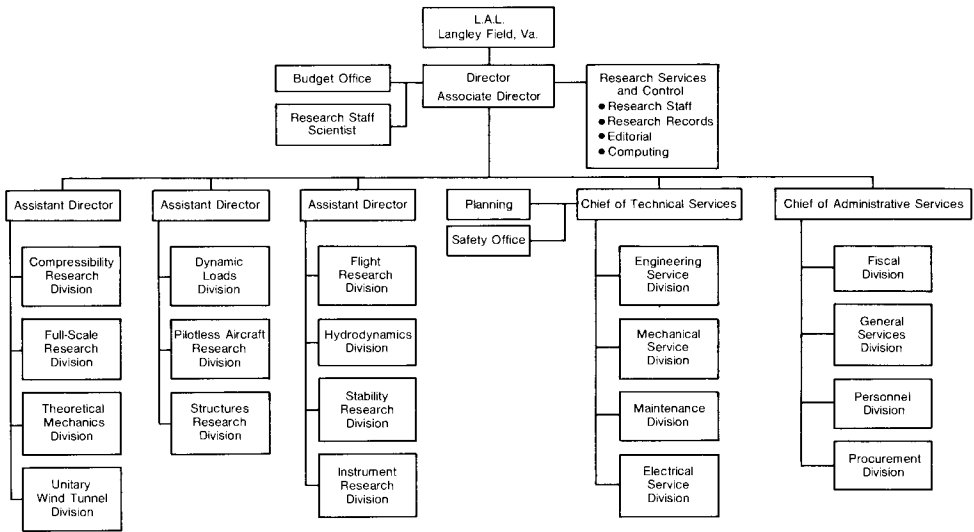 L.A.L.
Langley Field, Va.
Budget Office
Director
Associate Director
Research Staff
Scientist
Research Services
and Control
● Research Staff
● Research Records
● Editorial
● Computing
Assistant Director
Assistant Director
Assistant Director
Planning
Safety Office
Chief of Technical Services
Chief of Administrative Services
Compressibility
Research
Division
Full-Scale
Research
Division
Theoretical
Mechanics
Division
Unitary
Wind Tunnel
Division
Dynamic
Loads
Division
Pilotless Aircraft
Research
Division
Structures
Research
Division
Flight
Research
Division
Hydrodynamics
Division
Stability
Research
Division
Instrument
Research
Division
Engineering
Service
Division
Mechanical
Service
Division
Maintenance
Division
Electrical
Service
Division
Fiscal
Division
General
Services
Division
Personnel
Division
Procurement
Division